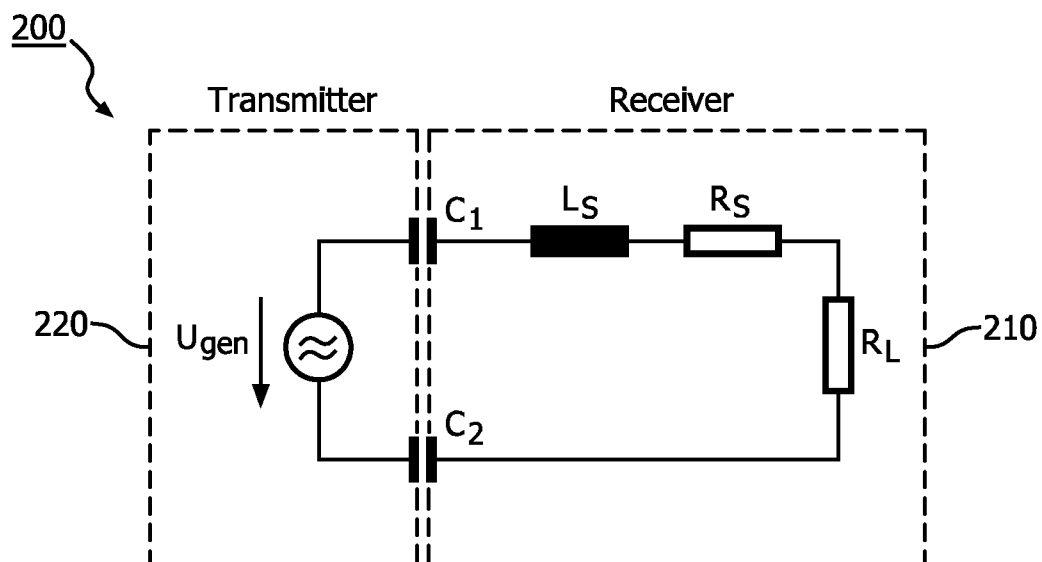 200
Transmitter
Receiver
C1
LS
RS
220
Ugen
RL
210
C2